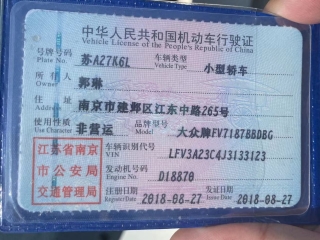 中华人民共和国机动车行驶证
Vehicle License of the People's Republic of China
号牌号码 Plate No. 苏A27K6L 车辆类型 Vehicle Type 小型轿车
所有人 Owner 郭琳
住址 Address 南京市建邺区江东中路265号
使用性质 Use Character 非营运 品牌型号 Model 大众牌FV7187BBDBG
江苏省南京市公安局交通管理局
车辆识别代号 VIN LFV3A23C4J3133123
发动机号码 Engine No. D18870
注册日期 Register Date 2018-08-27 发证日期 Issue Date 2018-08-27